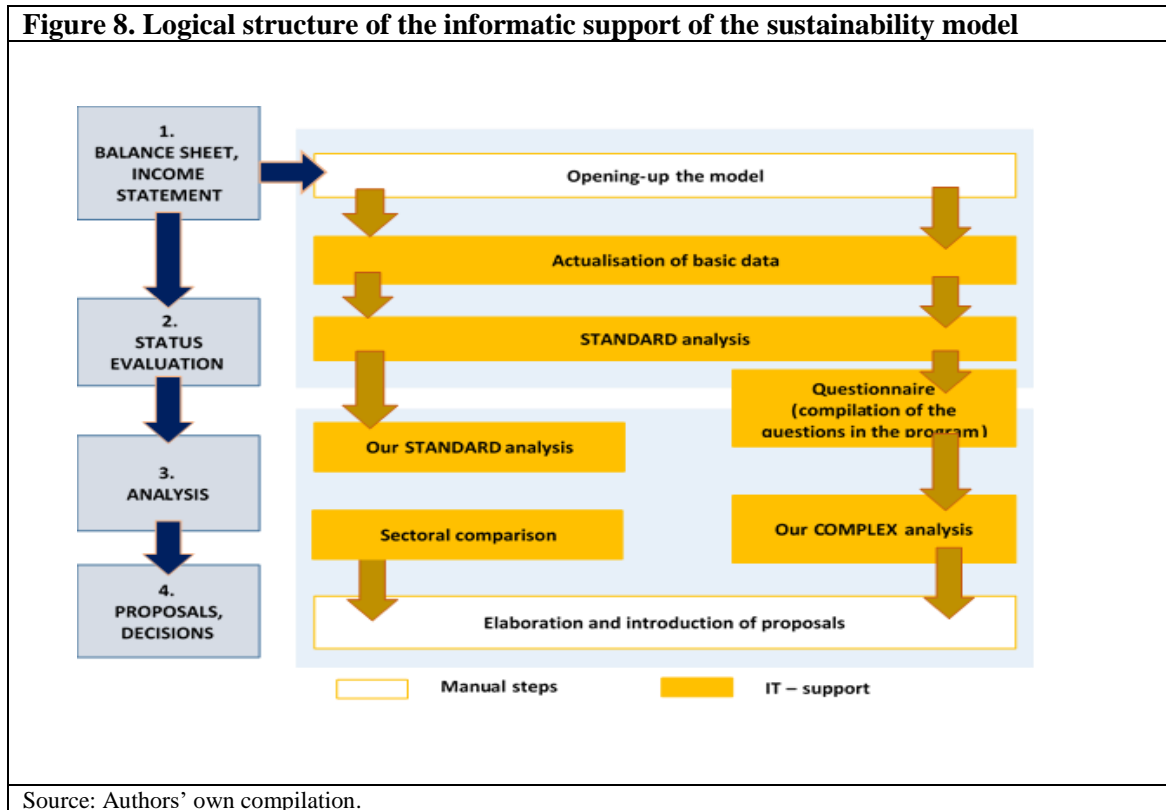 Figure 8. Logical structure of the informatic support of the sustainability model
1.
BALANCE SHEET,
INCOME
STATEMENT
Opening-up the model
Actualisation of basic data
2.
STATUS
EVALUATION
STANDARD analysis
Questionnaire
(compilation of the
questions in the program)
Our STANDARD analysis
3.
ANALYSIS
Sectoral comparison
Our COMPLEX analysis
4.
PROPOSALS,
DECISIONS
Elaboration and introduction of proposals
Manual steps
IT – support
Source: Authors' own compilation.